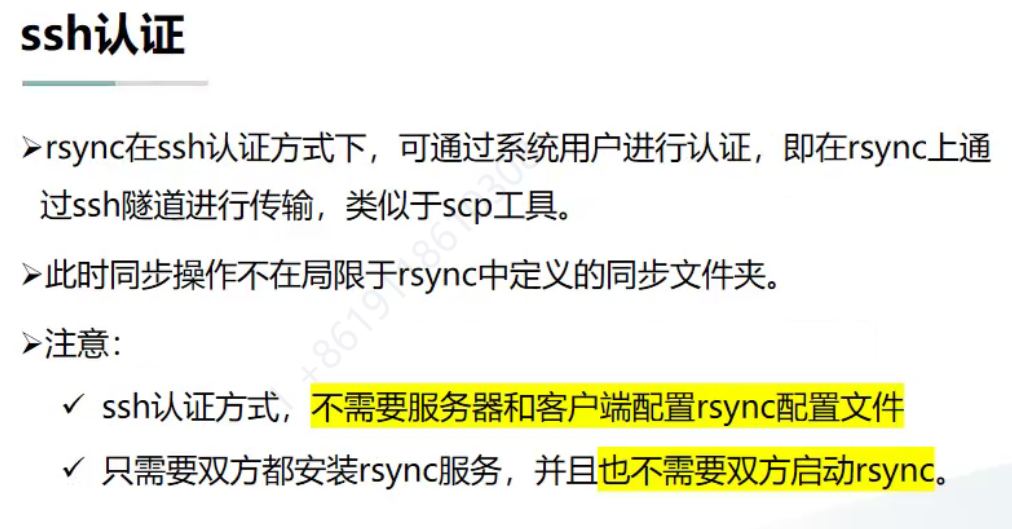 ssh认证
➢rsync在ssh认证方式下，可通过系统用户进行认证，即在rsync上通
过ssh隧道进行传输，类似于scp工具。
➢此时同步操作不在局限于rsync中定义的同步文件夹。
➢注意：
✓ ssh认证方式，不需要服务器和客户端配置rsync配置文件
✓ 只需要双方都安装rsync服务，并且也不需要双方启动rsync。